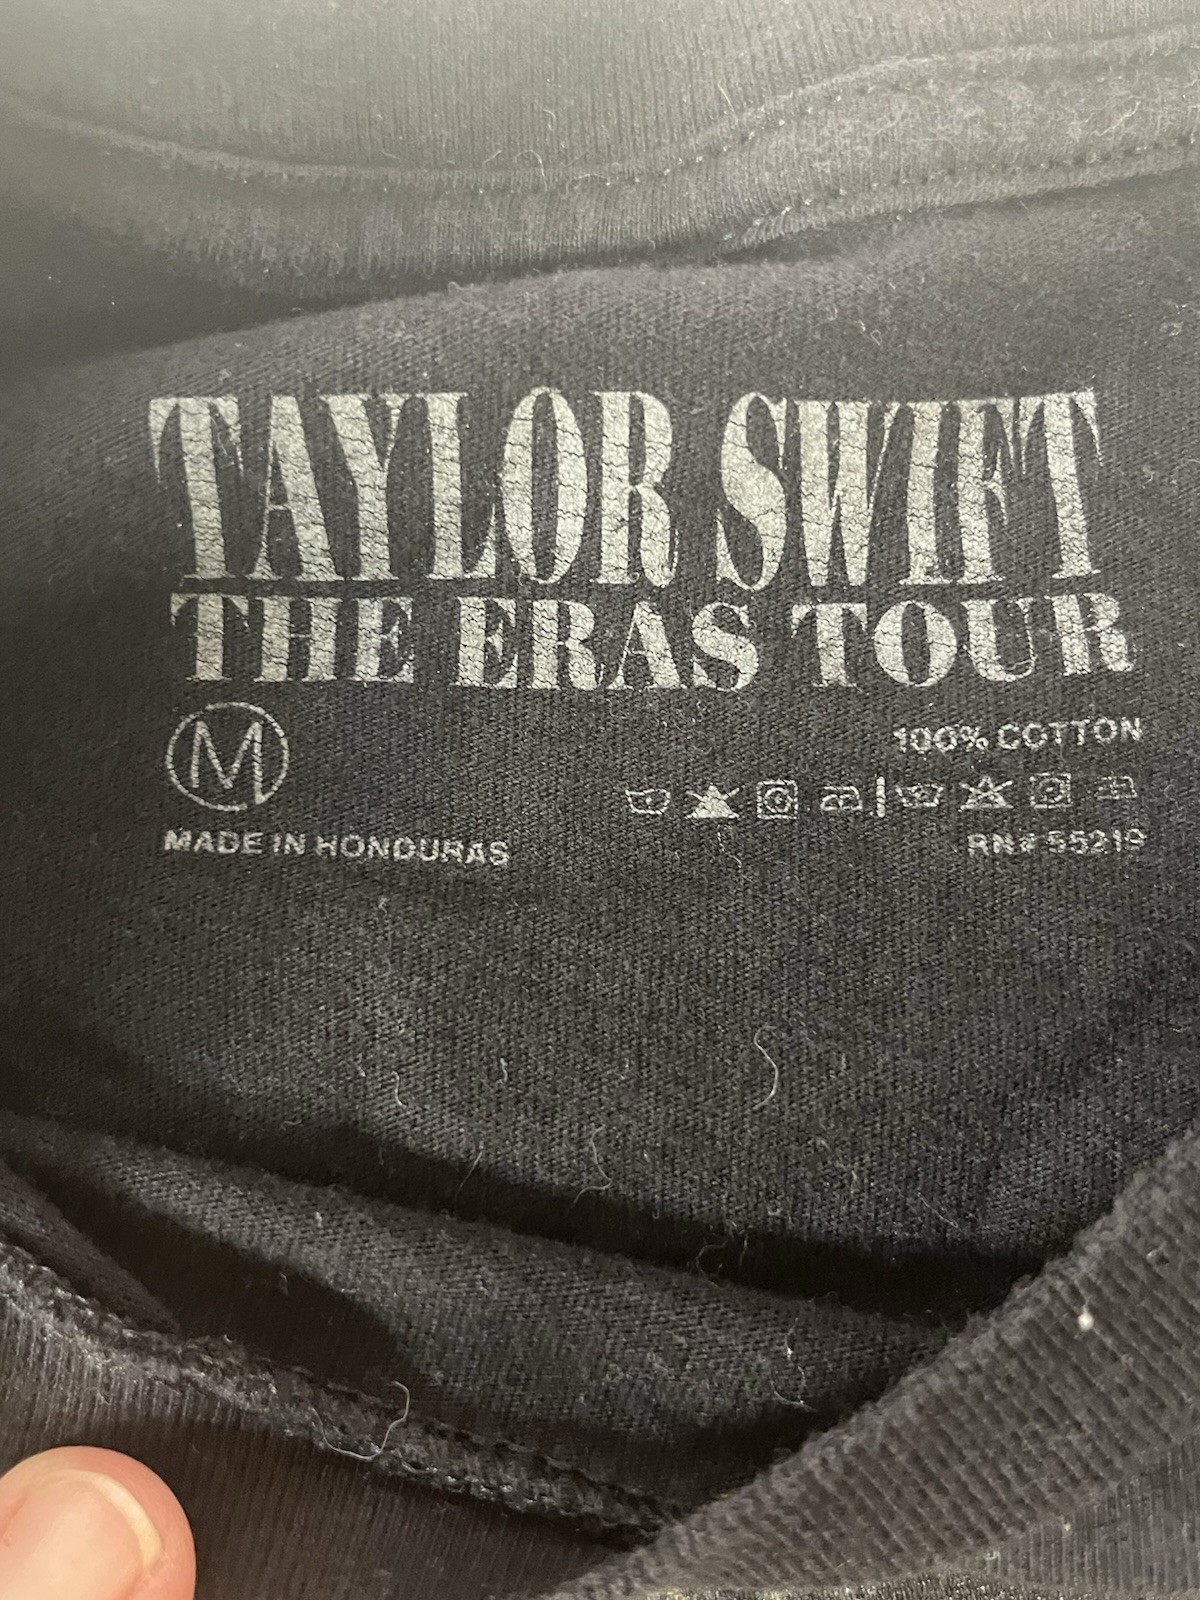 TAYLOR SWIFT
THE ERAS TOUR
M
100% COTTON
MADE IN HONDURAS
RN# 55219